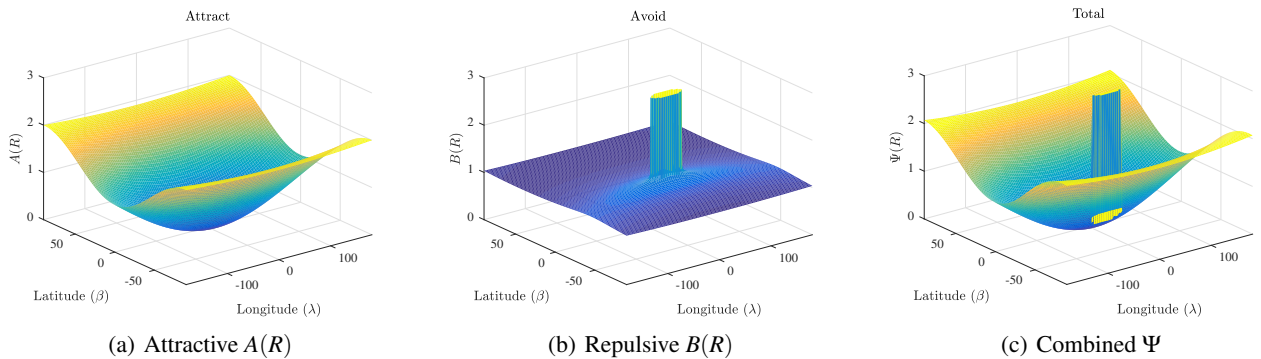 Attract
3
2
1
0
A(R)
50
0
-50
Latitude (β)
-100
0
100
Longitude (λ)
(a) Attractive A(R)
Avoid
3
2
1
0
B(R)
50
0
-50
Latitude (β)
-100
0
100
Longitude (λ)
(b) Repulsive B(R)
Total
3
2
1
0
Ψ(R)
50
0
-50
Latitude (β)
-100
0
100
Longitude (λ)
(c) Combined Ψ